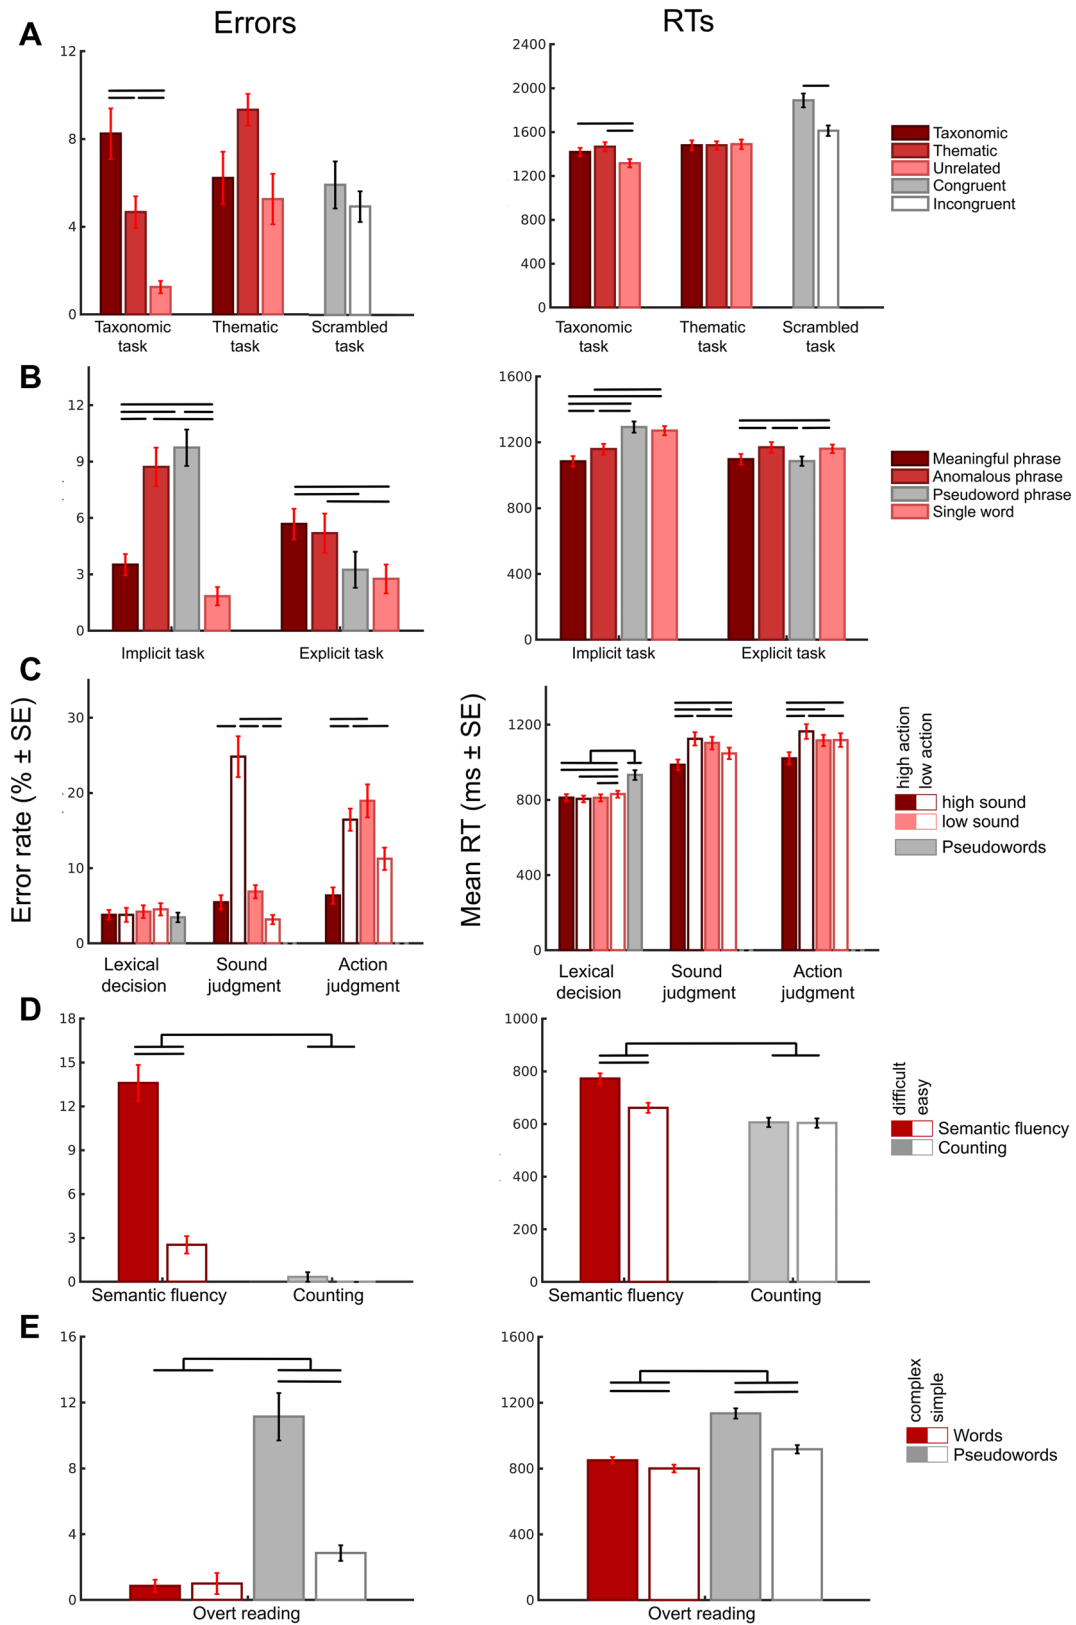 Errors
RTs
A
12
8
4
0
Taxonomic
task
Thematic
task
Scrambled
task
2400
2000
1600
1200
800
400
0
Taxonomic
task
Thematic
task
Scrambled
task
Taxonomic
Thematic
Unrelated
Congruent
Incongruent
B
12
9
6
3
0
Implicit task
Explicit task
1600
1200
800
400
0
Implicit task
Explicit task
Meaningful phrase
Anomalous phrase
Pseudoword phrase
Single word
C
Error rate (% ± SE)
30
20
10
0
Lexical
decision
Sound
judgment
Action
judgment
Mean RT (ms ± SE)
1200
800
400
0
Lexical
decision
Sound
judgment
Action
judgment
high action
low action
high sound
low sound
Pseudowords
D
18
15
12
9
6
3
0
Semantic fluency
Counting
1000
800
600
400
200
0
Semantic fluency
Counting
difficult
easy
Semantic fluency
Counting
E
16
12
8
4
0
Overt reading
1600
1200
800
400
0
Overt reading
complex
simple
Words
Pseudowords